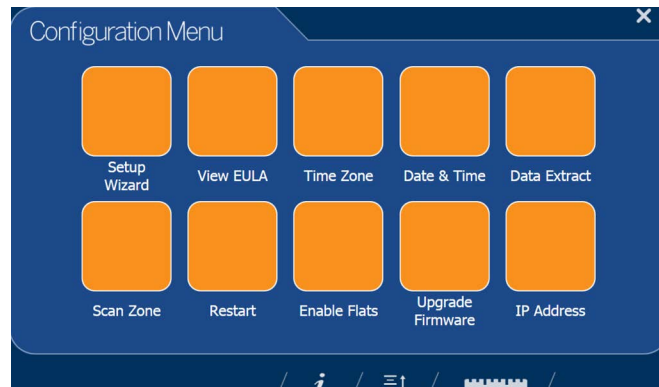 Configuration Menu
Setup
Wizard
View EULA
Time Zone
Date & Time
Data Extract
Scan Zone
Restart
Enable Flats
Upgrade
Firmware
IP Address
i